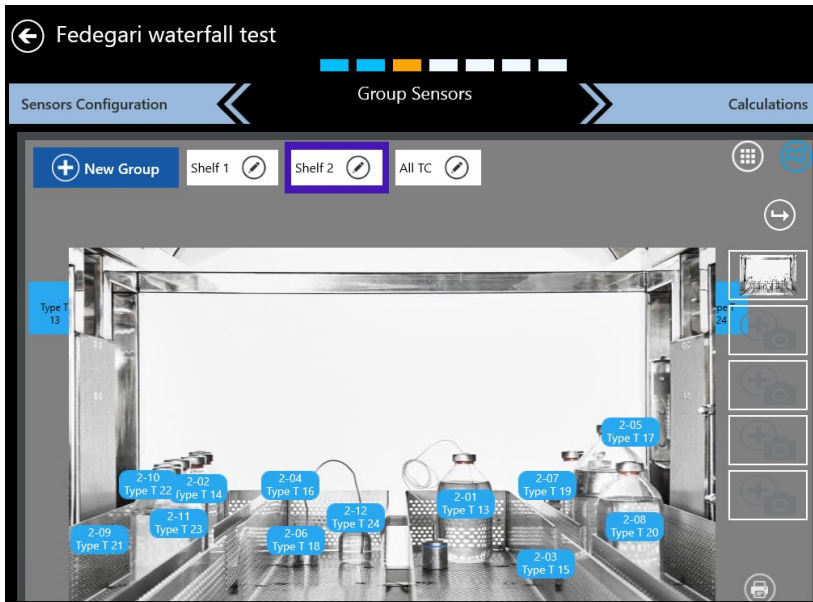 Fedegari waterfall test
Sensors Configuration
Group Sensors
Calculations
New Group
Shelf 1
Shelf 2
All TC
Type T
13
24
2-05
Type T 17
2-10
Type T 22
2-02
Type T 14
2-04
Type T 16
2-01
Type T 13
2-07
Type T 19
2-11
Type T 23
2-12
Type T 24
2-09
Type T 21
2-06
Type T 18
2-08
Type T 20
2-03
Type T 15